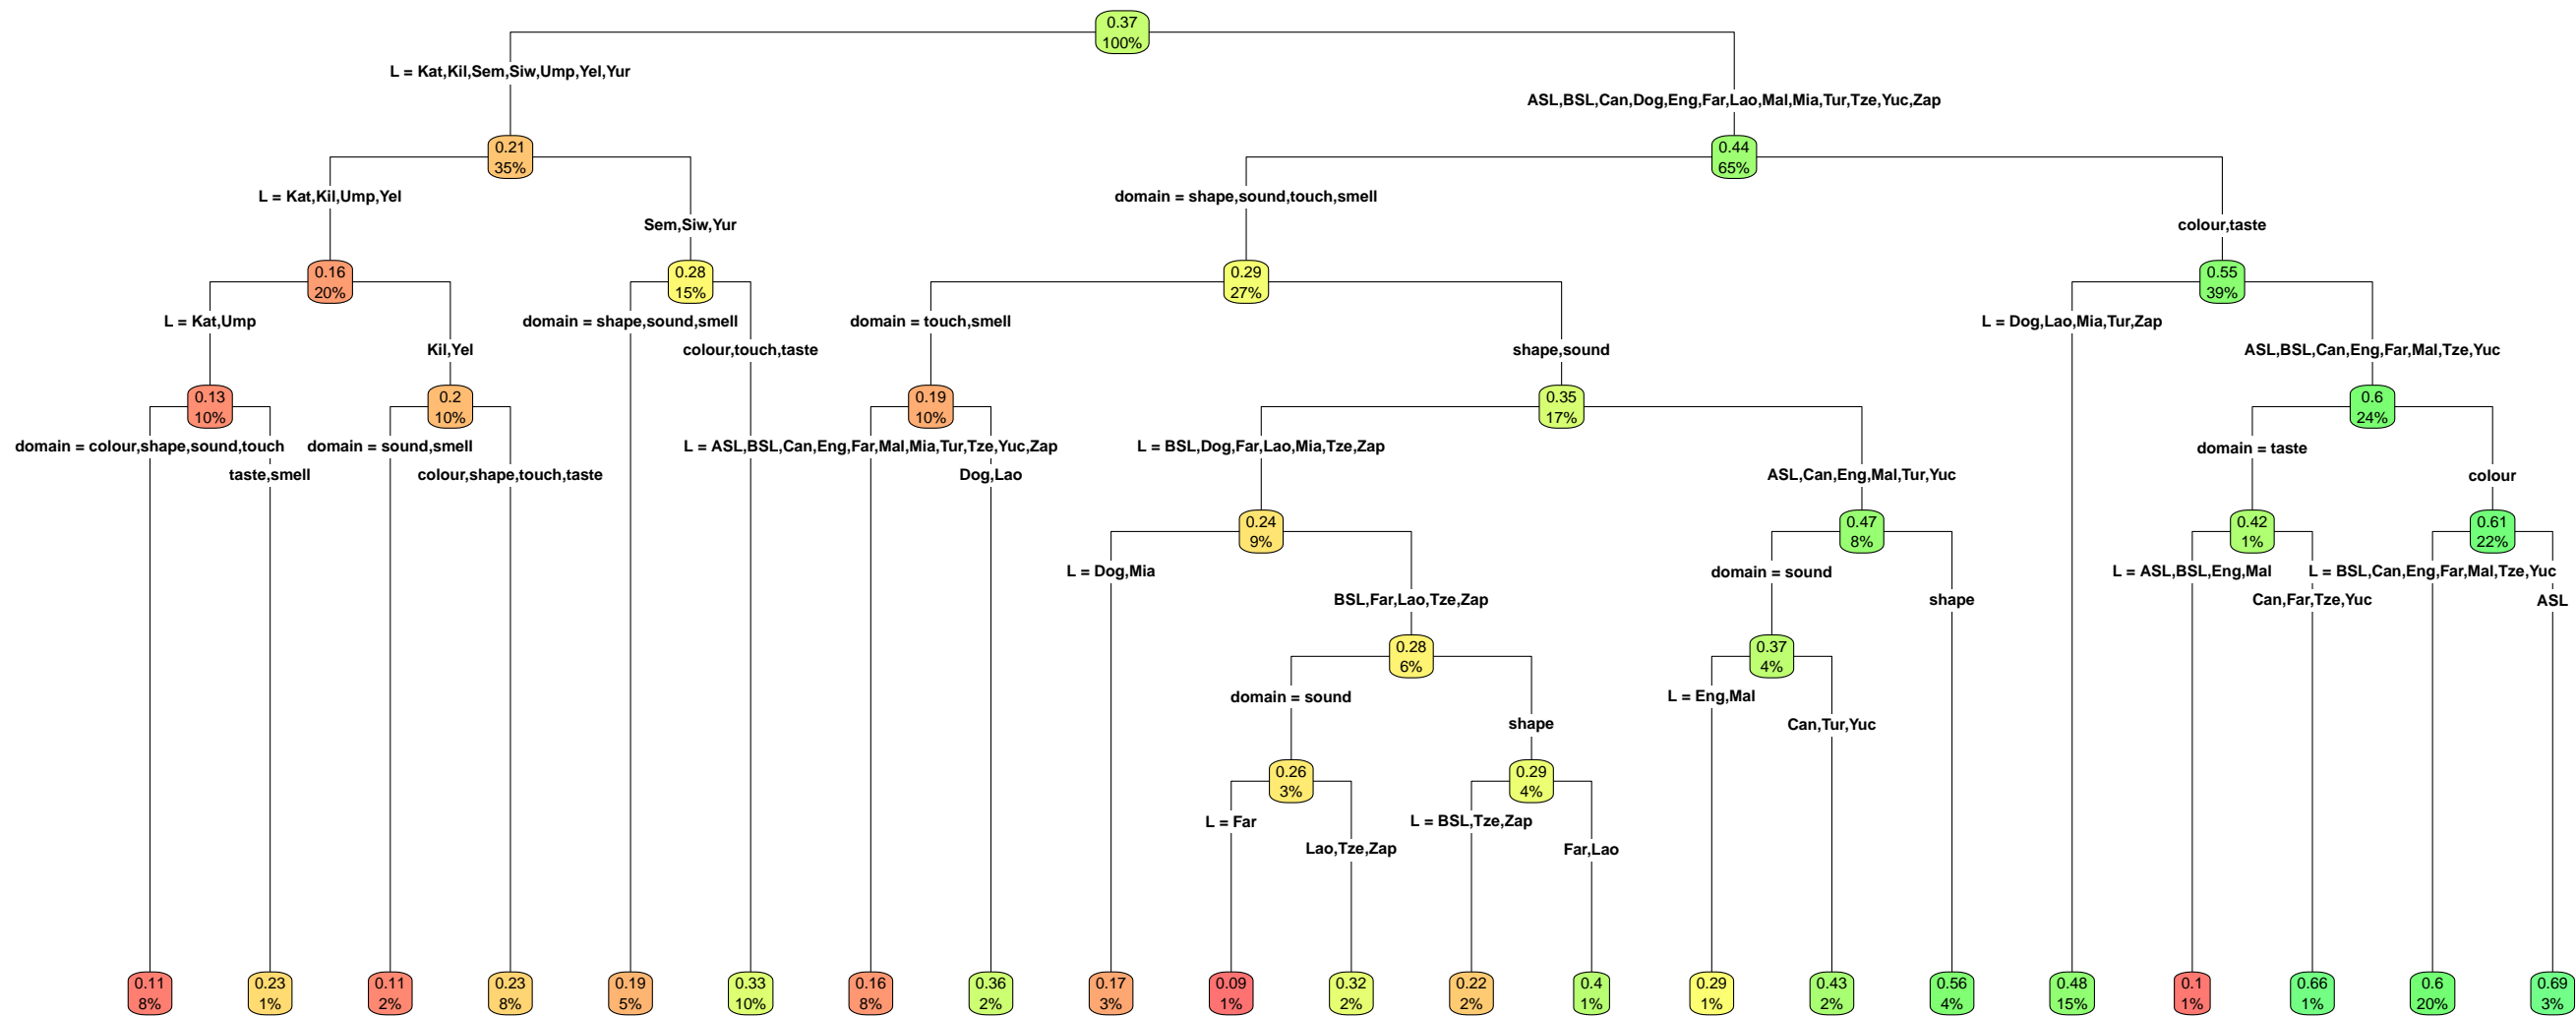 0.37
100%
L = Kat,Kil,Sem,Siw,Ump,Yel,Yur
ASL,BSL,Can,Dog,Eng,Far,Lao,Mal,Mia,Tur,Tze,Yuc,Zap
0.21
35%
0.44
65%
L = Kat,Kil,Ump,Yel
Sem,Siw,Yur
domain = shape,sound,touch,smell
colour,taste
0.16
20%
0.28
15%
0.29
27%
0.55
39%
L = Kat,Ump
Kil,Yel
domain = shape,sound,smell
colour,touch,taste
domain = touch,smell
shape,sound
L = Dog,Lao,Mia,Tur,Zap
ASL,BSL,Can,Eng,Far,Mal,Tze,Yuc
0.13
10%
0.2
10%
0.19
10%
0.35
17%
0.6
24%
domain = colour,shape,sound,touch
taste,smell
domain = sound,smell
colour,shape,touch,taste
L = ASL,BSL,Can,Eng,Far,Mal,Mia,Tur,Tze,Yuc,Zap
Dog,Lao
L = BSL,Dog,Far,Lao,Mia,Tze,Zap
ASL,Can,Eng,Mal,Tur,Yuc
domain = taste
colour
0.24
9%
0.47
8%
0.42
1%
0.61
22%
L = Dog,Mia
BSL,Far,Lao,Tze,Zap
domain = sound
shape
L = ASL,BSL,Eng,Mal
Can,Far,Tze,Yuc
L = BSL,Can,Eng,Far,Mal,Tze,Yuc
ASL
0.28
6%
0.37
4%
domain = sound
shape
L = Eng,Mal
Can,Tur,Yuc
0.26
3%
0.29
4%
L = Far
Lao,Tze,Zap
L = BSL,Tze,Zap
Far,Lao
0.11
8%
0.23
1%
0.11
2%
0.23
8%
0.19
5%
0.33
10%
0.16
8%
0.36
2%
0.17
3%
0.09
1%
0.32
2%
0.22
2%
0.4
1%
0.29
1%
0.43
2%
0.56
4%
0.48
15%
0.1
1%
0.66
1%
0.6
20%
0.69
3%